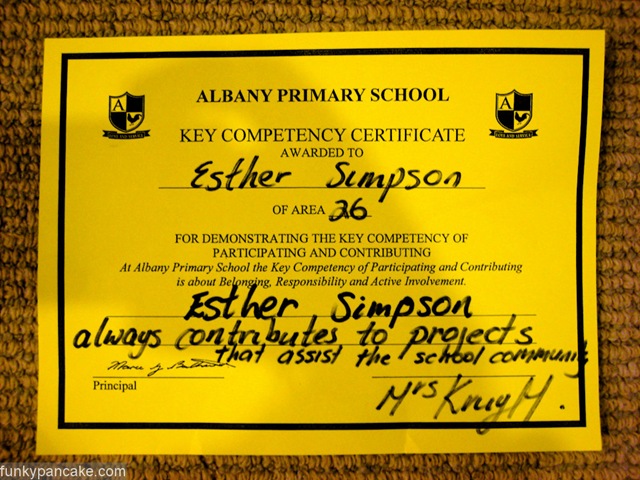 ALBANY PRIMARY SCHOOL
A
A
KEY COMPETENCY CERTIFICATE
AWARDED TO
Esther Simpson
OF AREA 26
FOR DEMONSTRATING THE KEY COMPETENCY OF
PARTICIPATING AND CONTRIBUTING
At Albany Primary School the Key Competency of Participating and Contributing
is about Belonging, Responsibility and Active Involvement.
Esther Simpson
always contributes to projects
that assist the school community
Principal
Mrs
funkypancake.com